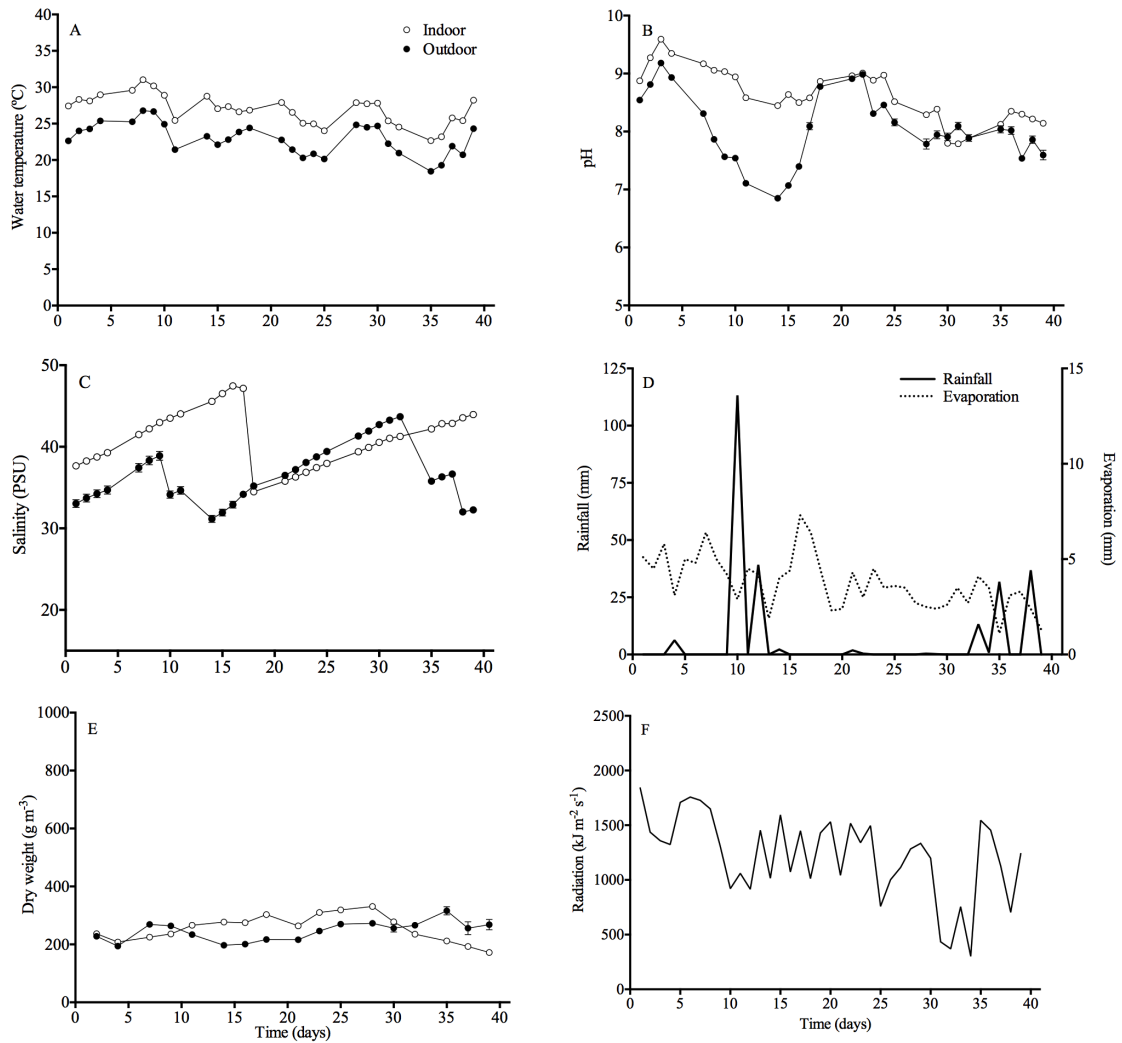 A
Indoor
Outdoor
Water temperature (ºC)
40
35
30
25
20
15
10
5
0
0 5 10 15 20 25 30 35 40
B
pH
10
9
8
7
6
5
0 5 10 15 20 25 30 35 40
C
Salinity (PSU)
50
40
30
20
0 5 10 15 20 25 30 35 40
D
Rainfall
Evaporation
Rainfall (mm)
125
100
75
50
25
0
15
10
5
0
Evaporation (mm)
0 5 10 15 20 25 30 35 40
E
Dry weight (g m-3)
1000
800
600
400
200
0
0 5 10 15 20 25 30 35 40
Time (days)
F
Radiation (kJ m-2 s-1)
2500
2000
1500
1000
500
0
0 5 10 15 20 25 30 35 40
Time (days)